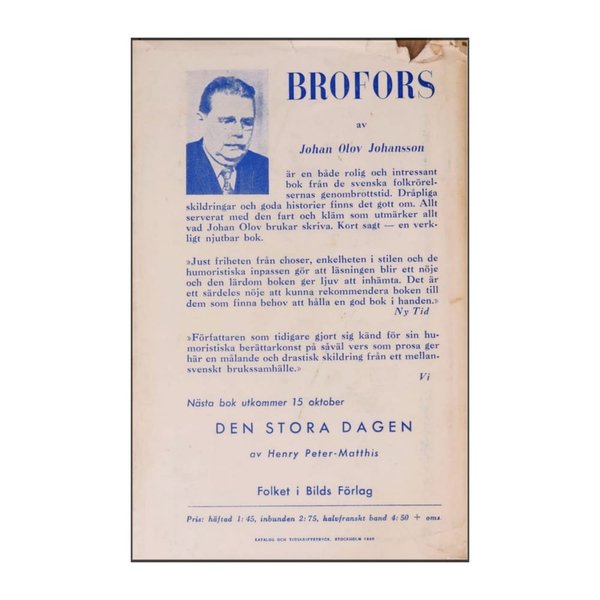 BROFORS
av
Johan Olov Johansson
är en både rolig och intressant
bok från de svenska folkrörel-
sernas genombrottstid. Dråpliga
skildringar och goda historier finns det gott om. Allt
serverat med den fart och kläm som utmärker allt
vad Johan Olov brukar skriva. Kort sagt — en verk-
ligt njutbar bok.
»Just friheten från choser, enkelheten i stilen och de
humoristiska inpassen gör att läsningen blir ett nöje
och den lärdom boken ger ljuv att inhämta. Det är
ett särdeles nöje att kunna rekommendera boken till
dem som finna behov att hålla en god bok i handen.»
Ny Tid
»Författaren som tidigare gjort sig känd för sin hu-
moristiska berättarkonst på såväl vers som prosa ger
här en målande och drastisk skildring från ett mellan-
svenskt brukssamhälle.»
Vi
Nästa bok utkommer 15 oktober
DEN STORA DAGEN
av Henry Peter-Matthis
Folket i Bilds Förlag
Pris: häftad 1: 45, inbunden 2: 75, halvfranskt band 4: 50 + oms.
KATALOG OCH TIDSKRIFTSTRYCK, STOCKHOLM 1940